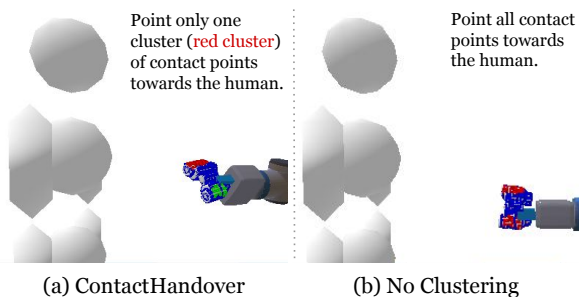 Point only one
cluster (red cluster)
of contact points
towards the human.
Point all contact
points towards
the human.
(a) ContactHandover
(b) No Clustering